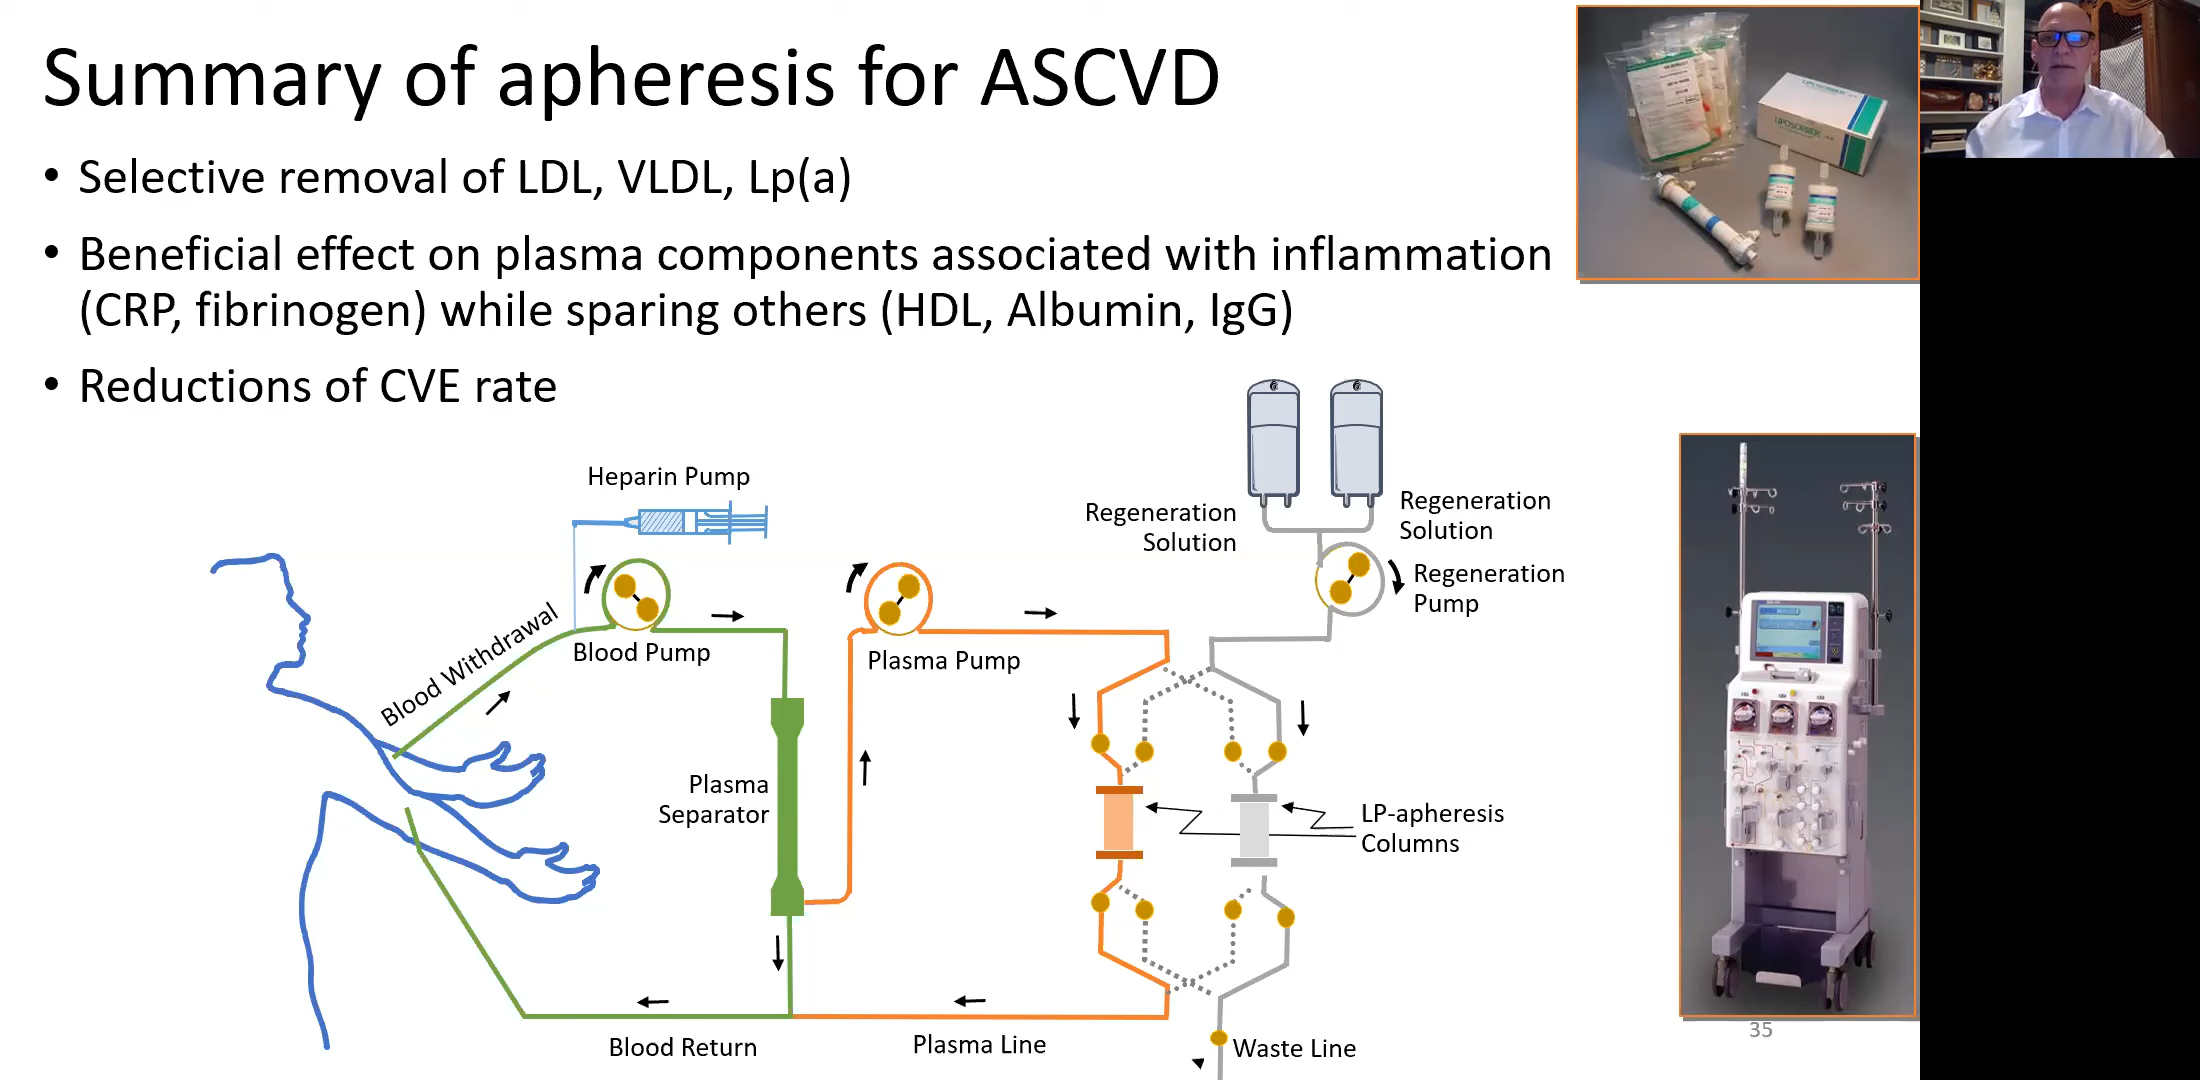 Summary of apheresis for ASCVD
• Selective removal of LDL, VLDL, Lp(a)
• Beneficial effect on plasma components associated with inflammation
(CRP, fibrinogen) while sparing others (HDL, Albumin, IgG)
• Reductions of CVE rate
Heparin Pump
Regeneration
Solution
Regeneration
Solution
Regeneration
Pump
Blood Withdrawal
Blood Pump
Plasma Pump
Plasma
Separator
LP-apheresis
Columns
Blood Return
Plasma Line
Waste Line
LIPOSORBER
35